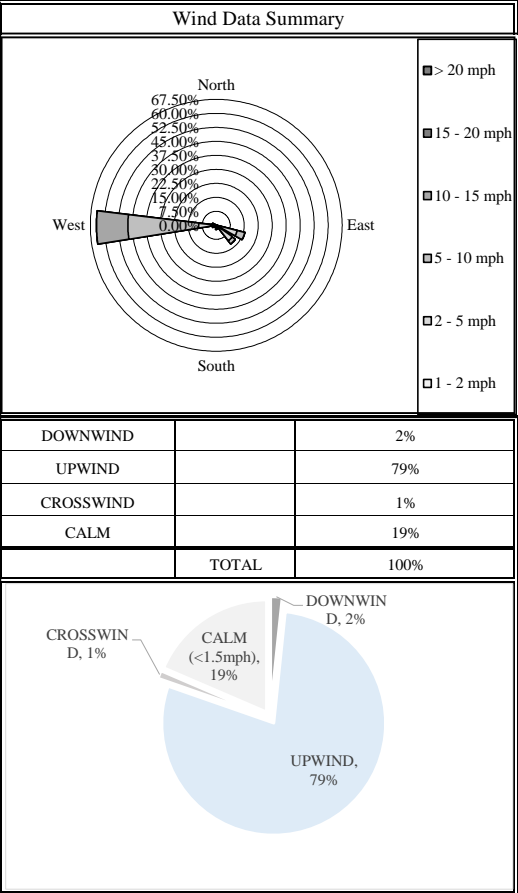 Wind Data Summary
North
67.50%
60.00%
52.50%
45.00%
37.50%
30.00%
22.50%
15.00%
7.50%
0.00%
West
East
South
> 20 mph
15 - 20 mph
10 - 15 mph
5 - 10 mph
2 - 5 mph
1 - 2 mph
DOWNWIND 2%
UPWIND 79%
CROSSWIND 1%
CALM 19%
TOTAL 100%
DOWNWIN
D, 2%
CROSSWIN
D, 1%
CALM
(<1.5mph),
19%
UPWIND,
79%